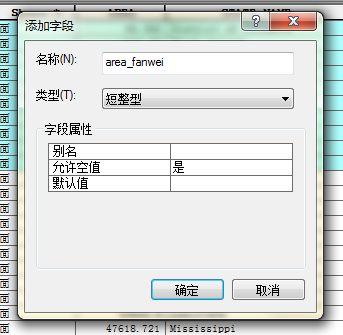 添加字段
名称(N):
area_fanwei
类型(T):
短整型
字段属性
别名
允许空值 是
默认值
确定 取消
47618.721 Mississippi